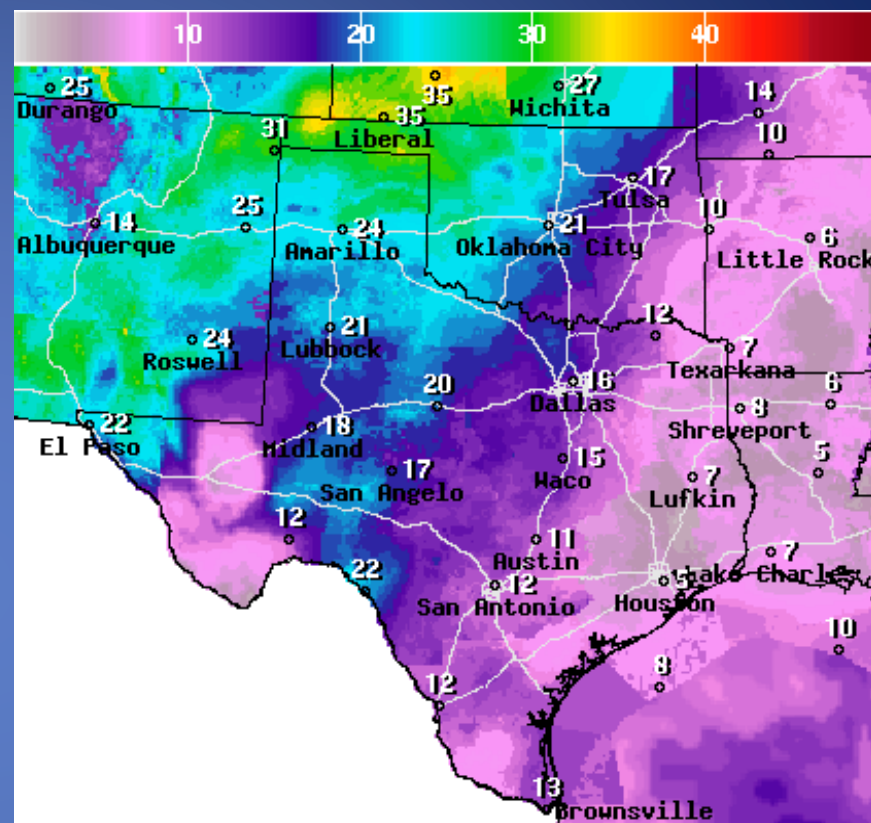 10 20 30 40
35
25 27
Durango Wichita 14
35
Liberal
31 10
17
Tulsa
14 25 24 21 10 6
Albuquerque Amarillo Oklahoma City Little Rock
24 21 12
Roswell Lubbock 7
Texarkana
16
20 Dallas 8 6
22 18 Shreveport
El Paso Midland
17 15 7 5
San Angelo Waco Lufkin
12 11 7
Austin
22 12 5 Lake Charles
San Antonio Houston
10
8
12
13
Brownsville